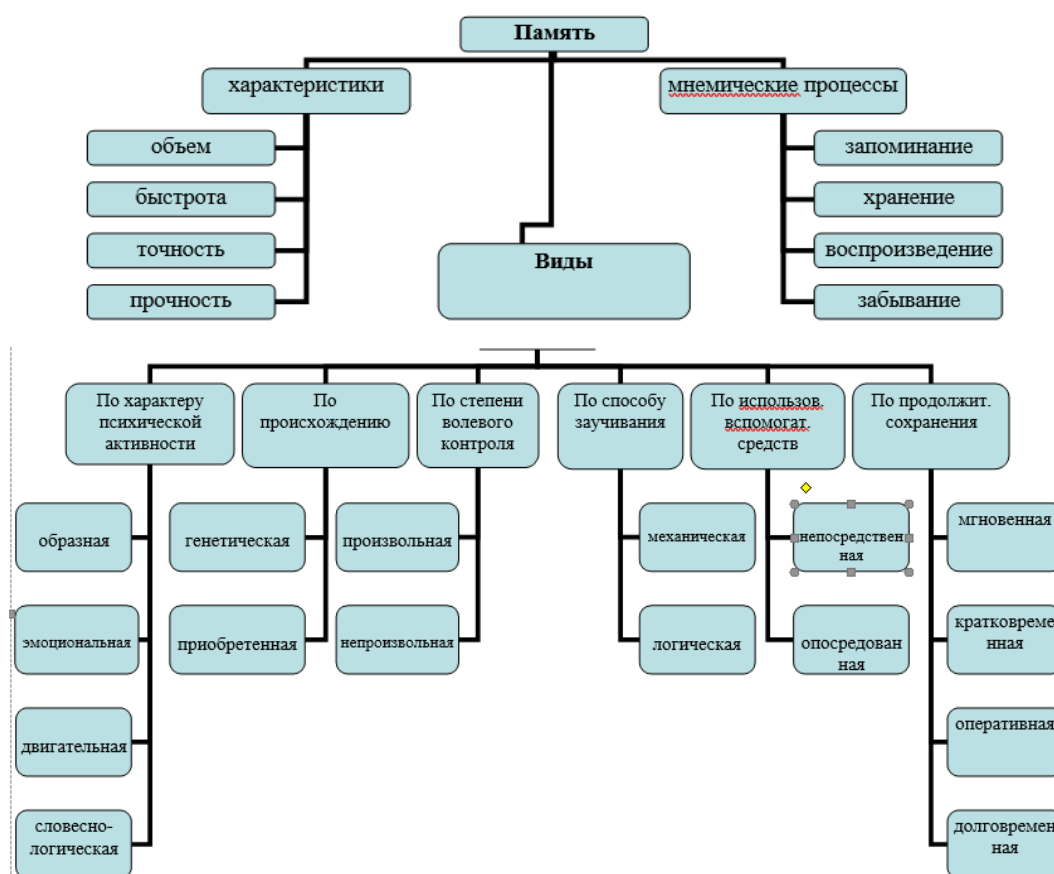 Память
характеристики
мнемические процессы
объем
быстрота
точность
прочность
Виды
запоминание
хранение
воспроизведение
забывание
По характеру
психической
активности
По
происхождению
По степени
волевого
контроля
По способу
заучивания
По использов.
вспомогат.
средств
По продолжит.
сохранения
образная
эмоциональная
двигательная
словесно-
логическая
генетическая
приобретенная
произвольная
непроизвольная
механическая
логическая
непосредствен
ная
опосредован
ная
мгновенная
кратковреме
нная
оперативная
долговремен
ная